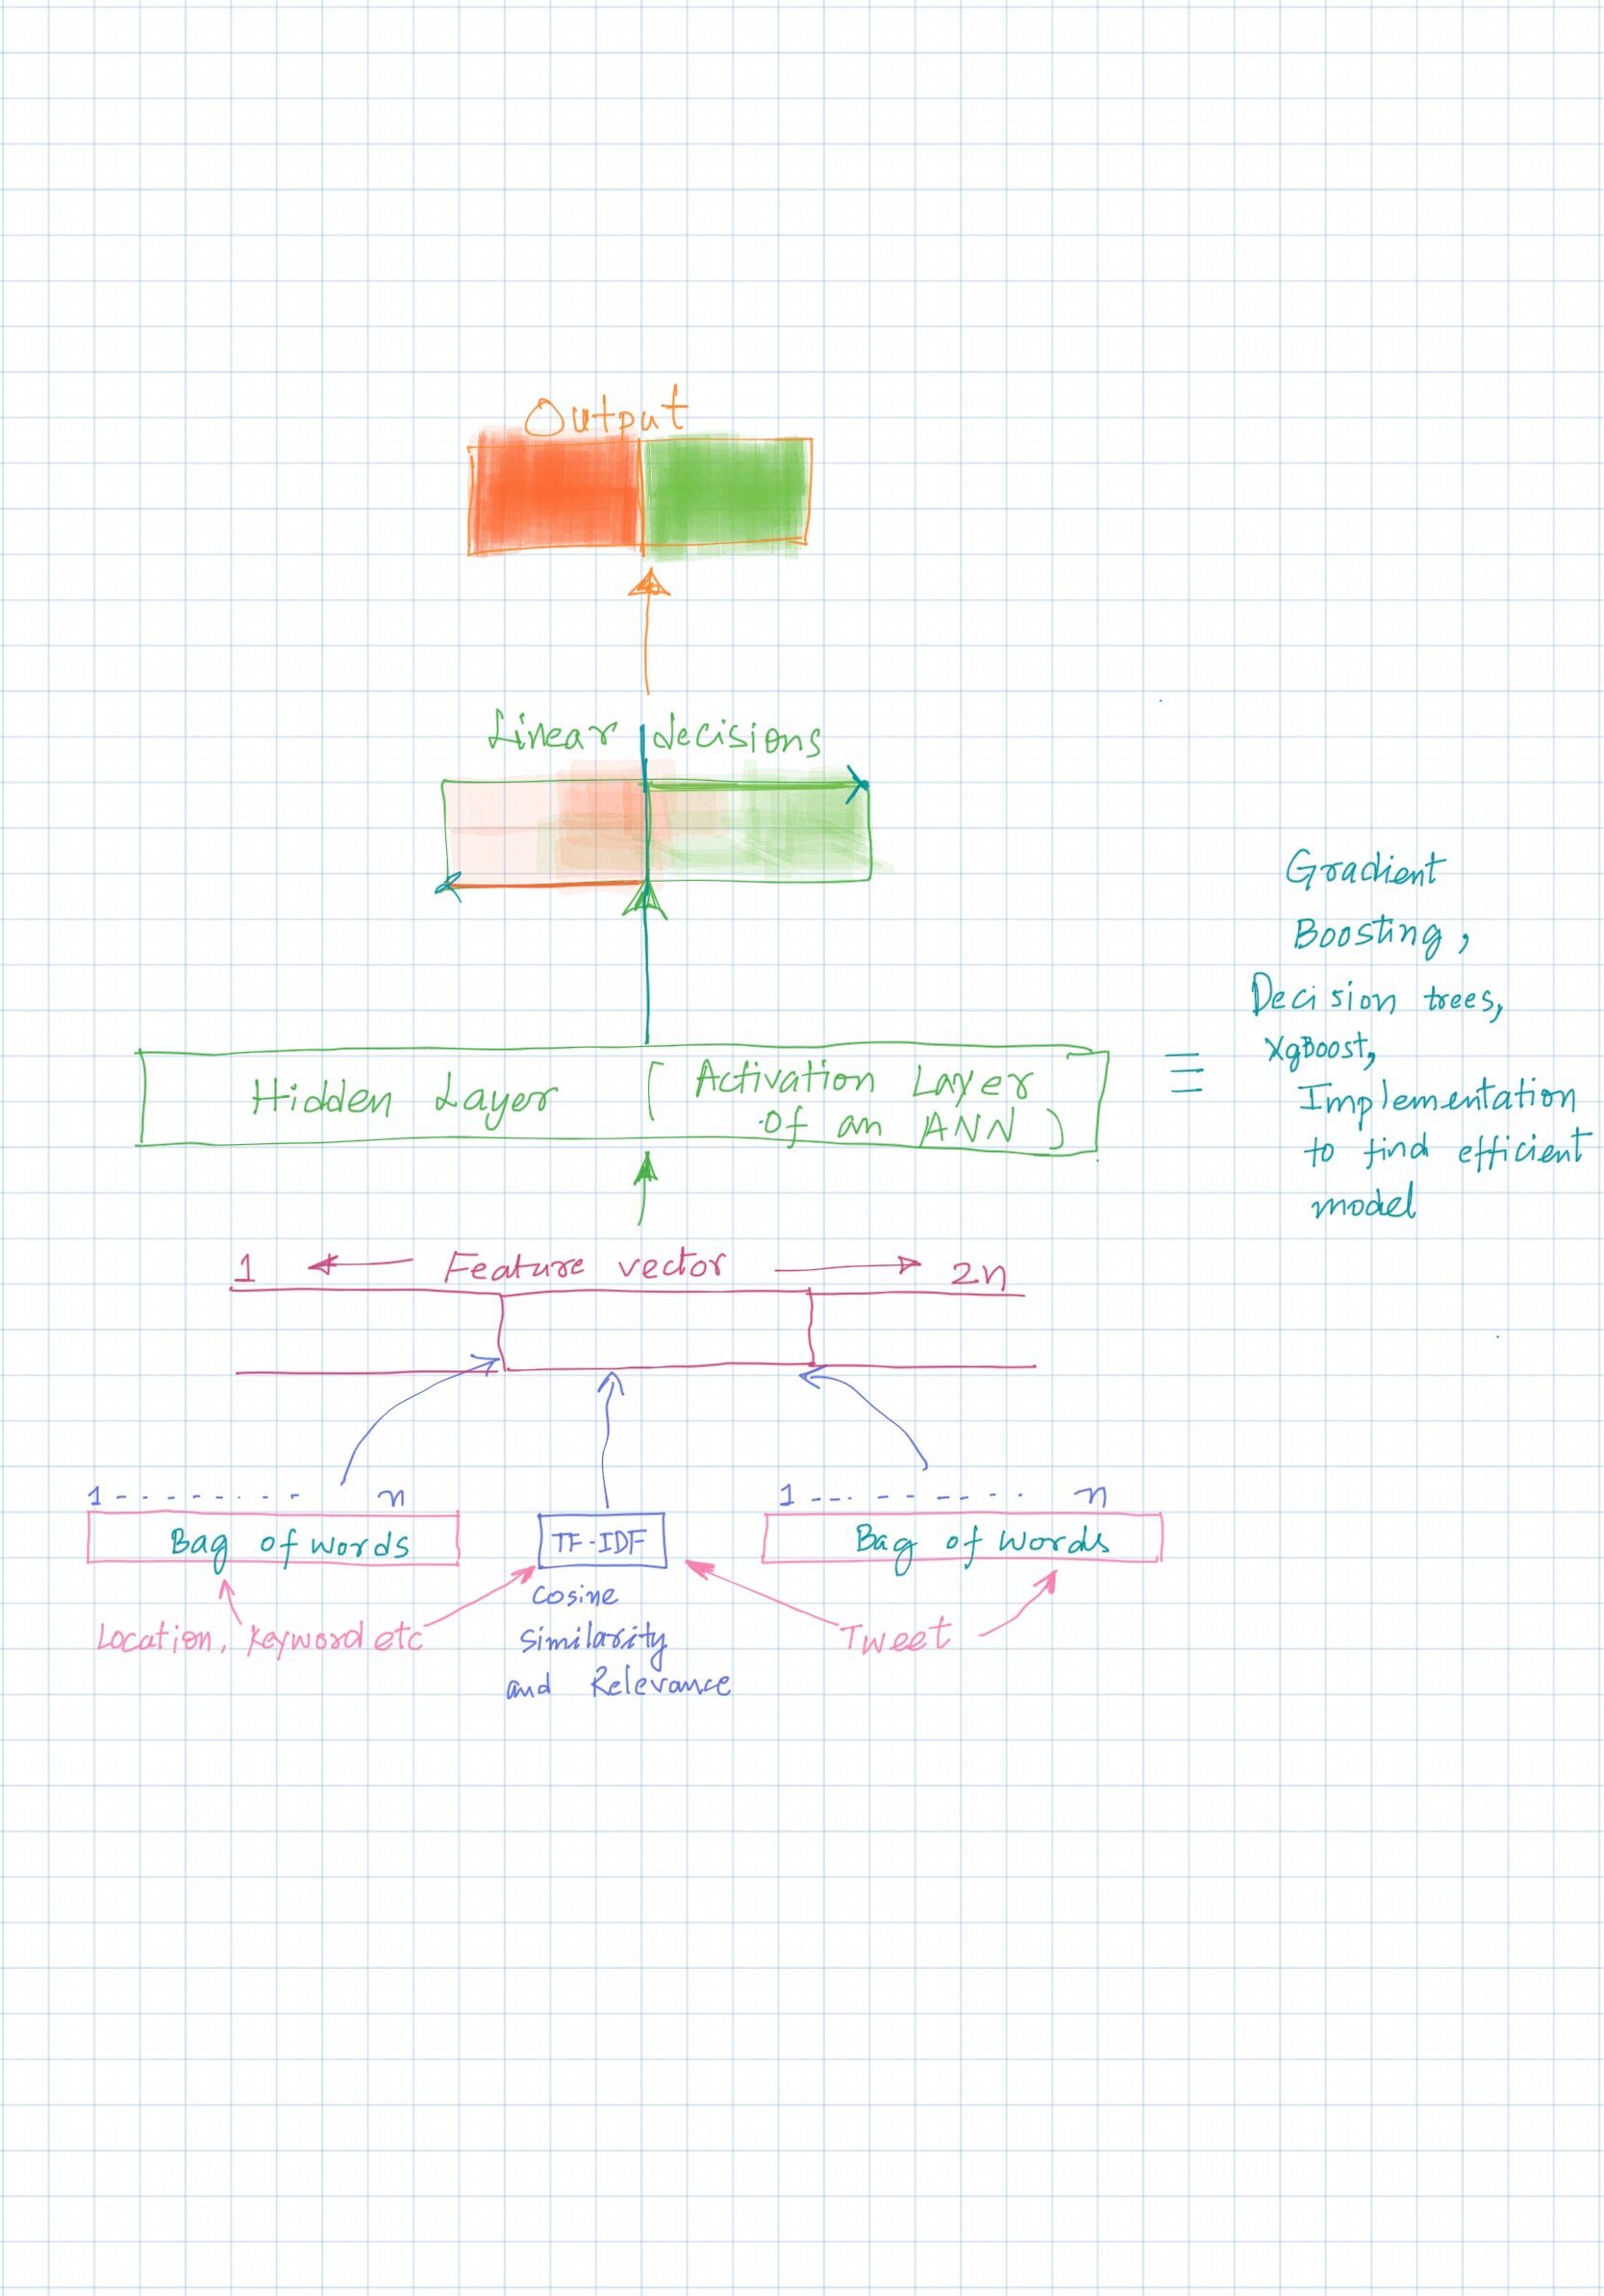 Output
Linear decisions
Gradient
Boosting,
Decision trees,
XgBoost,
Implementation
to find efficient
model
Hidden Layer ( Activation Layer
of an ANN )
≡
1 Feature vector 2n
1 - - - - - - - - n
Bag of words
TF-IDF
1 - - - - - - - - n
Bag of words
Cosine
Similarity
and Relevance
Location, Keyword etc
Tweet